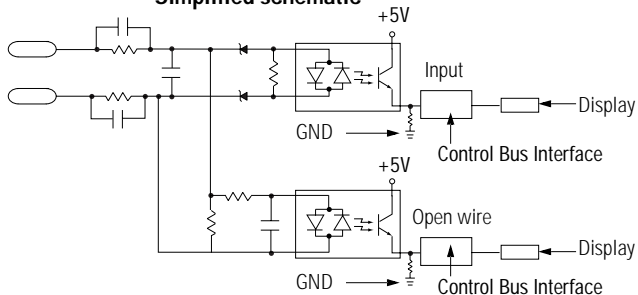 Simplified schematic
+5V
Input
Display
GND
Control Bus Interface
+5V
Open wire
Display
GND
Control Bus Interface